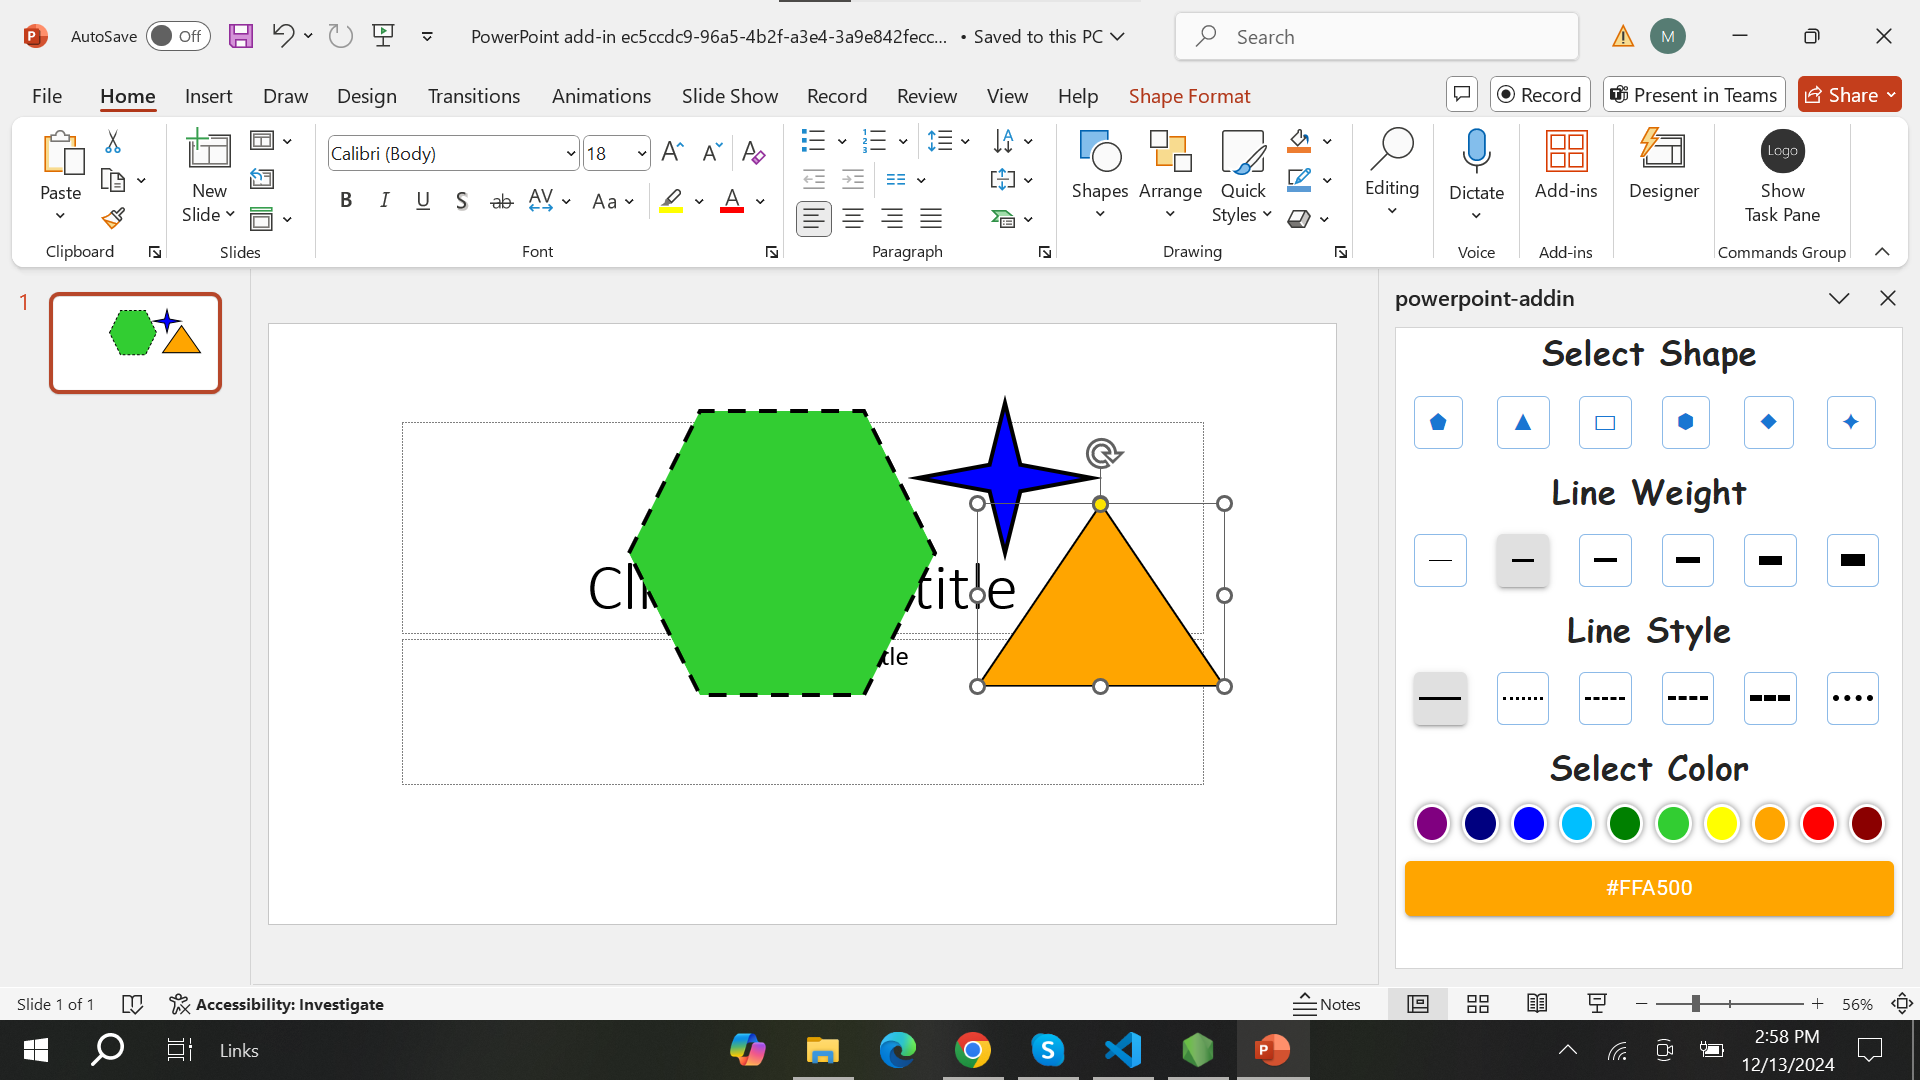 AutoSave Off PowerPoint add-in ec5ccdc9-96a5-4b2f-a3e4-3a9e842fecc... • Saved to this PC Search M
File Home Insert Draw Design Transitions Animations Slide Show Record Review View Help Shape Format Record Present in Teams Share
Paste
New
Slide
Calibri (Body) 18
Shapes Arrange Quick
Styles
Editing
Dictate
Add-ins
Designer
Logo
Show
Task Pane
Clipboard Slides Font Paragraph Drawing Voice Add-ins Commands Group
1
powerpoint-addin
Select Shape
Line Weight
Line Style
Select Color
#FFA500
title
tle
Slide 1 of 1 Accessibility: Investigate Notes 56%
Links 2:58 PM
12/13/2024